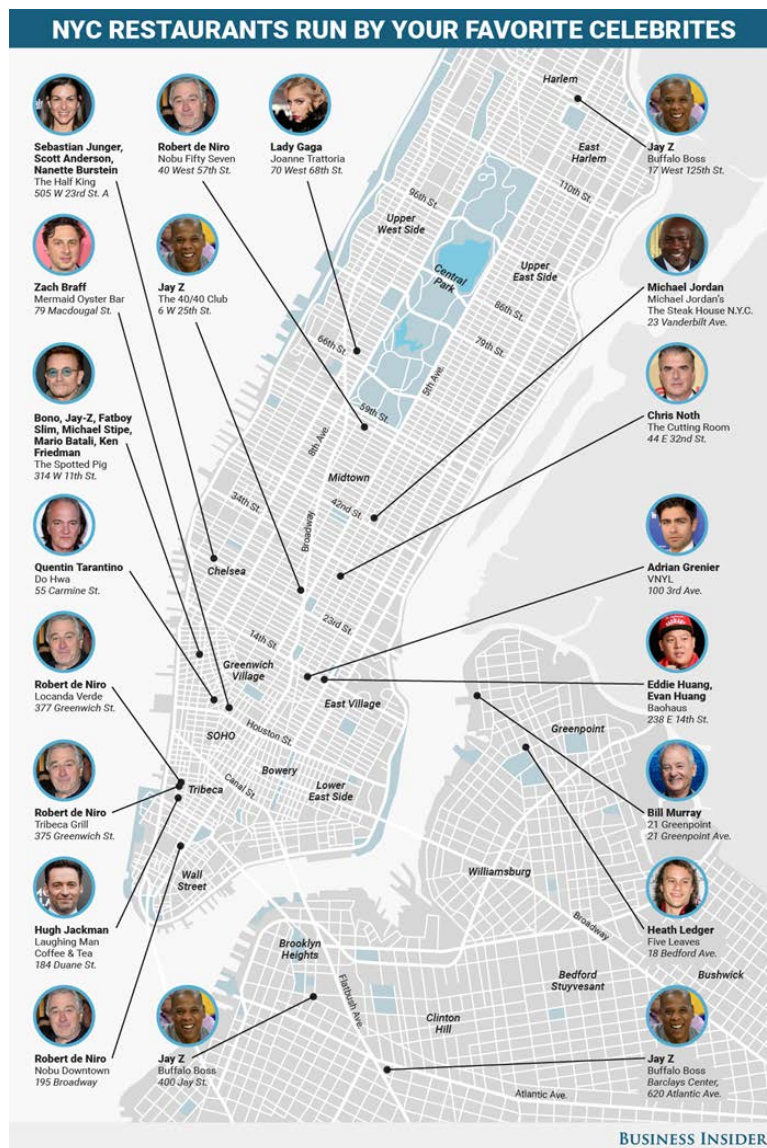 NYC RESTAURANTS RUN BY YOUR FAVORITE CELEBRITES
Sebastian Junger,
Scott Anderson,
Nanette Burstein
The Half King
505 W 23rd St. A
Robert de Niro
Nobu Fifty Seven
40 West 57th St.
Lady Gaga
Joanne Trattoria
70 West 68th St.
Jay Z
Buffalo Boss
17 West 125th St.
Zach Braff
Mermaid Oyster Bar
79 Macdougal St.
Jay Z
The 40/40 Club
6 W 25th St.
Michael Jordan
Michael Jordan's
The Steak House N.Y.C.
23 Vanderbilt Ave.
Bono, Jay-Z, Fatboy
Slim, Michael Stipe,
Mario Batali, Ken
Friedman
The Spotted Pig
314 W 11th St.
Chris Noth
The Cutting Room
44 E 32nd St.
Quentin Tarantino
Do Hwa
55 Carmine St.
Adrian Grenier
VNYL
100 3rd Ave.
Robert de Niro
Locanda Verde
377 Greenwich St.
Eddie Huang,
Evan Huang
Baohaus
238 E 14th St.
Robert de Niro
Tribeca Grill
375 Greenwich St.
Bill Murray
21 Greenpoint
21 Greenpoint Ave.
Hugh Jackman
Laughing Man
Coffee & Tea
184 Duane St.
Heath Ledger
Five Leaves
18 Bedford Ave.
Robert de Niro
Nobu Downtown
195 Broadway
Jay Z
Buffalo Boss
400 Jay St.
Jay Z
Buffalo Boss
Barclays Center,
620 Atlantic Ave.
Harlem
East
Harlem
110th St.
96th St.
Upper
West Side
Central
Park
Upper
East Side
86th St.
79th St.
66th St.
5th Ave.
59th St.
8th Ave.
Midtown
42nd St.
34th St.
Broadway
Chelsea
23rd St.
14th St.
Greenwich
Village
East Village
SOHO
Houston St.
Bowery
Canal St.
Tribeca
Lower
East Side
Wall
Street
Greenpoint
Williamsburg
Broadway
Brooklyn
Heights
Flatbush Ave.
Bedford
Stuyvesant
Bushwick
Clinton
Hill
Atlantic Ave.
BUSINESS INSIDER